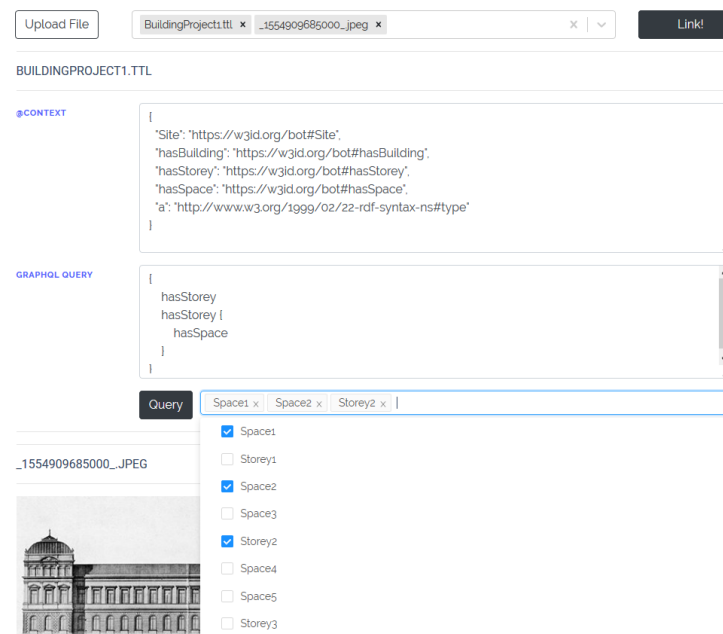 Upload File
BuildingProject1.ttl × _1554909685000_.jpeg ×
Link!
BUILDINGPROJECT1.TTL
@CONTEXT
{
"Site": "https://w3id.org/bot#Site",
"hasBuilding": "https://w3id.org/bot#hasBuilding",
"hasStorey": "https://w3id.org/bot#hasStorey",
"hasSpace": "https://w3id.org/bot#hasSpace",
"a": "http://www.w3.org/1999/02/22-rdf-syntax-ns#type"
}
GRAPHQL QUERY
{
hasStorey
hasStorey {
hasSpace
}
}
Query
Space1 × Space2 × Storey2 ×
Space1
Storey1
Space2
Space3
Storey2
Space4
Space5
Storey3
_1554909685000_.JPEG